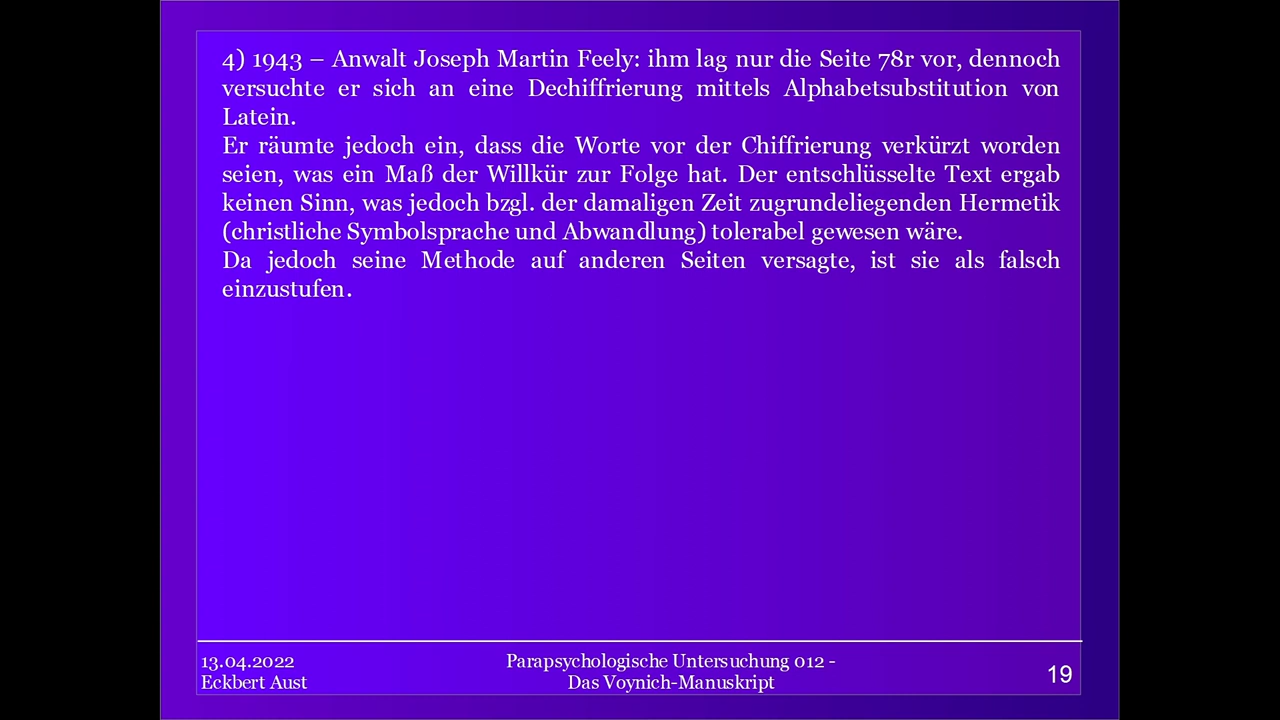 4) 1943 – Anwalt Joseph Martin Feely: ihm lag nur die Seite 78r vor, dennoch
versuchte er sich an eine Dechiffrierung mittels Alphabetsubstitution von
Latein.
Er räumte jedoch ein, dass die Worte vor der Chiffrierung verkürzt worden
seien, was ein Maß der Willkür zur Folge hat. Der entschlüsselte Text ergab
keinen Sinn, was jedoch bzgl. der damaligen Zeit zugrundeliegenden Hermetik
(christliche Symbolsprache und Abwandlung) tolerabel gewesen wäre.
Da jedoch seine Methode auf anderen Seiten versagte, ist sie als falsch
einzustufen.
13.04.2022
Eckbert Aust
Parapsychologische Untersuchung 012 -
Das Voynich-Manuskript
19